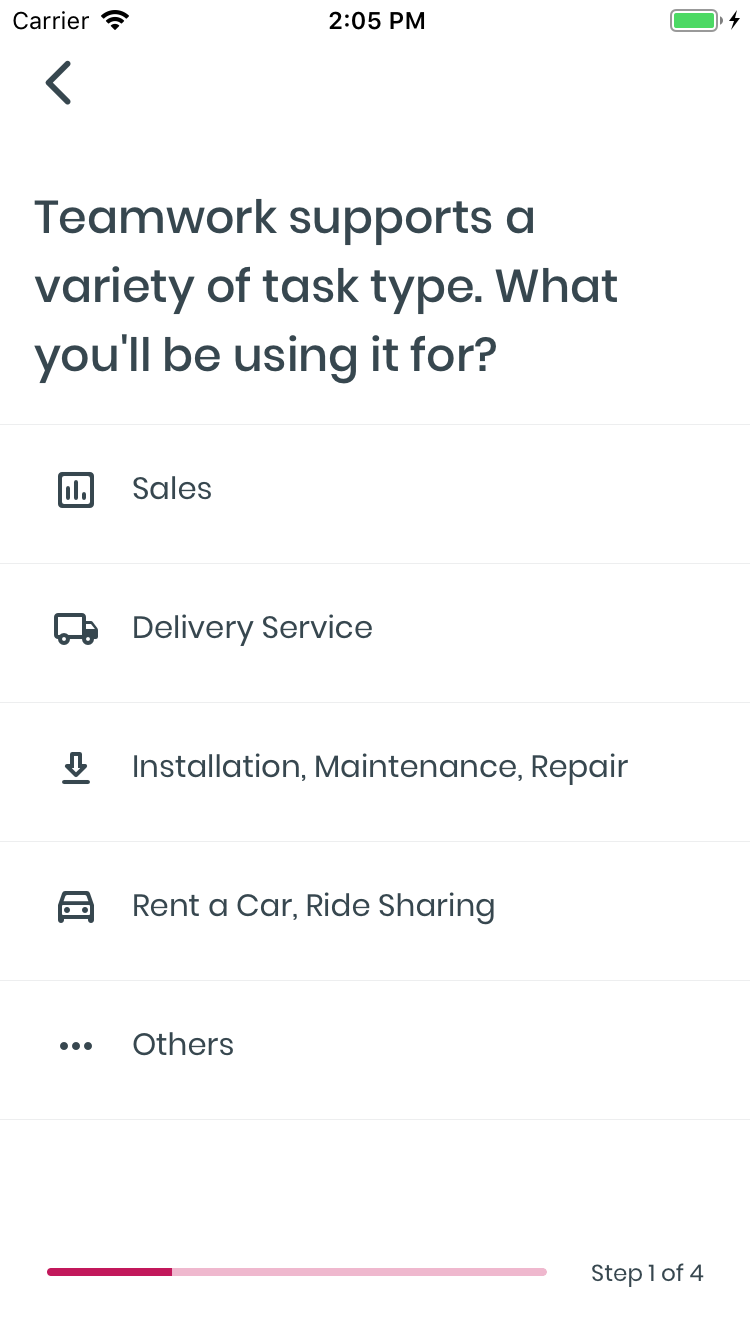 Carrier
2:05 PM
Teamwork supports a
variety of task type. What
you'll be using it for?
Sales
Delivery Service
Installation, Maintenance, Repair
Rent a Car, Ride Sharing
Others
Step 1 of 4